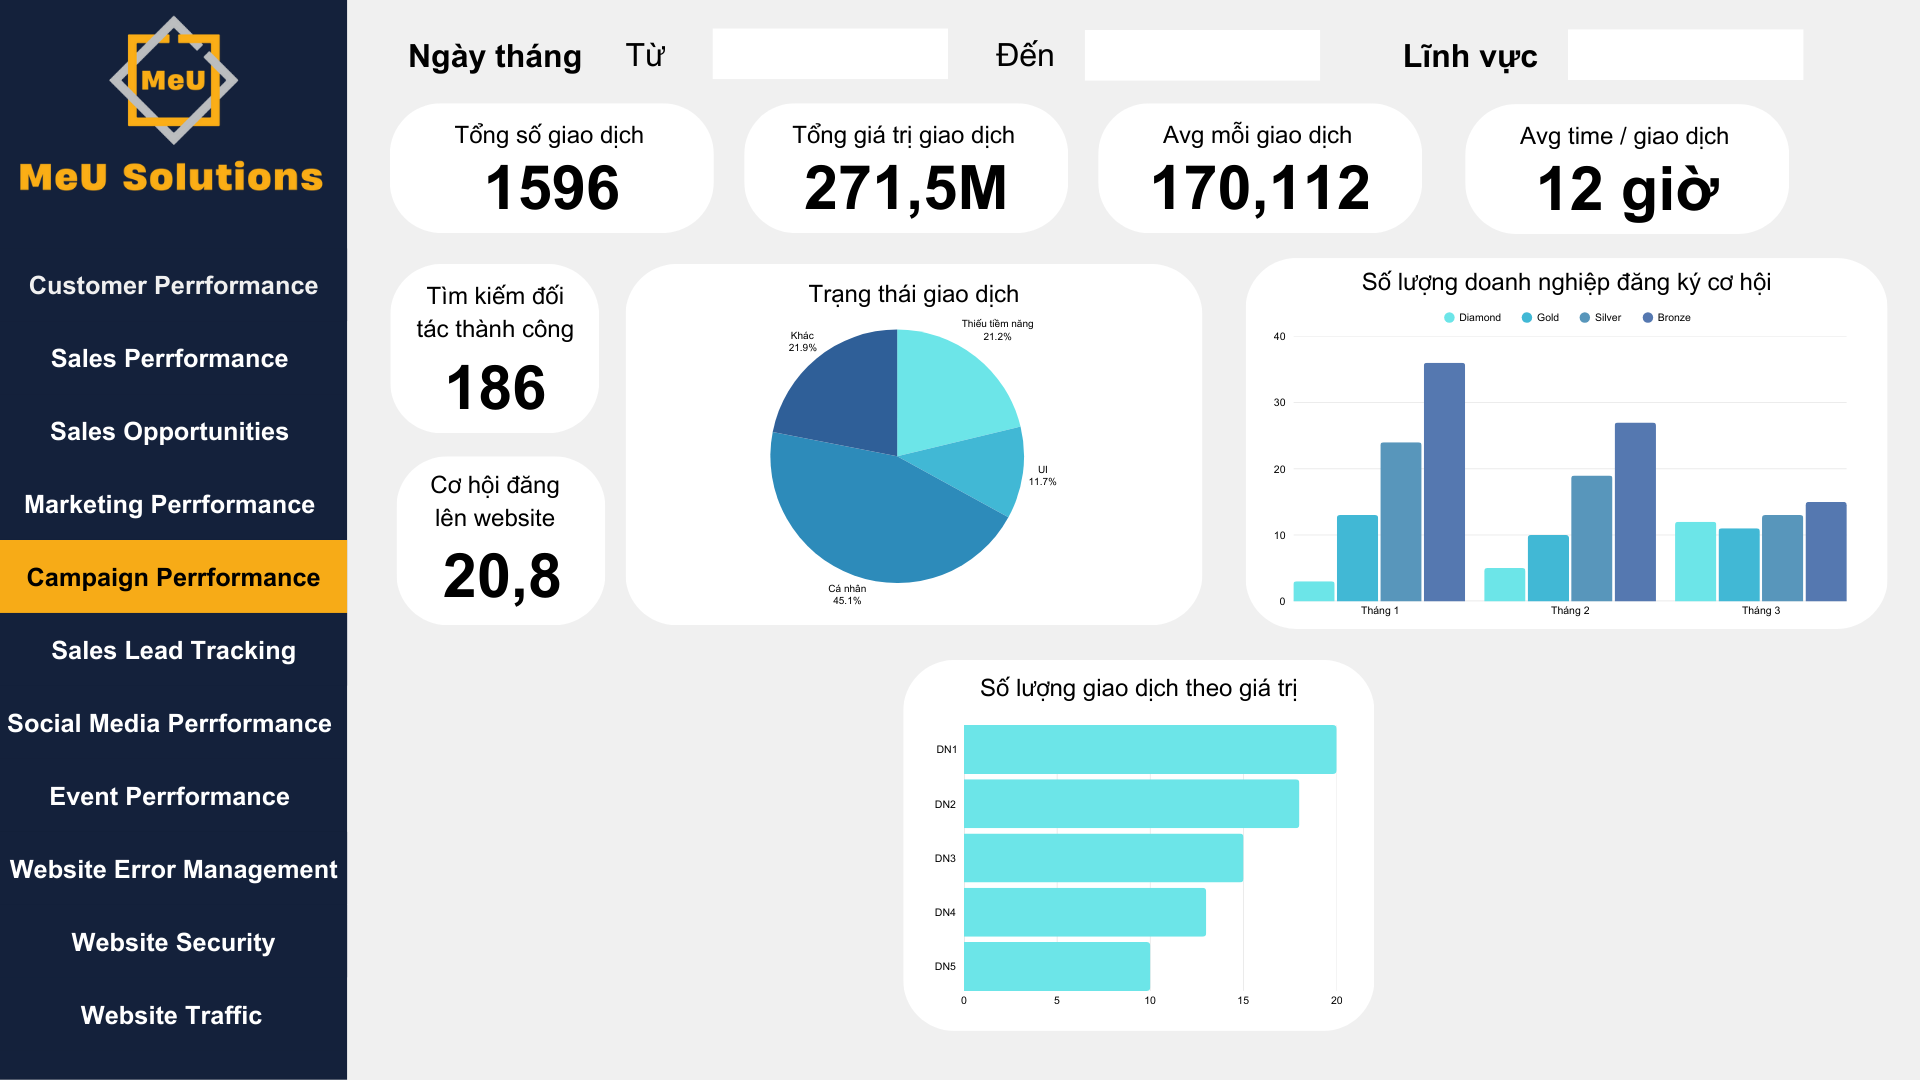 MeU
MeU Solutions
Customer Perrformance
Sales Perrformance
Sales Opportunities
Marketing Perrformance
Campaign Perrformance
Sales Lead Tracking
Social Media Perrformance
Event Perrformance
Website Error Management
Website Security
Website Traffic
Ngày tháng Từ Đến Lĩnh vực
Tổng số giao dịch
1596
Tổng giá trị giao dịch
271,5M
Avg mỗi giao dịch
170,112
Avg time / giao dịch
12 giờ
Tìm kiếm đối
tác thành công
186
Cơ hội đăng
lên website
20,8
Trạng thái giao dịch
Thiếu tiềm năng
21.2%
UI
11.7%
Cá nhân
45.1%
Khác
21.9%
Số lượng doanh nghiệp đăng ký cơ hội
Diamond Gold Silver Bronze
40
30
20
10
0
Tháng 1 Tháng 2 Tháng 3
Số lượng giao dịch theo giá trị
DN1
DN2
DN3
DN4
DN5
0 5 10 15 20